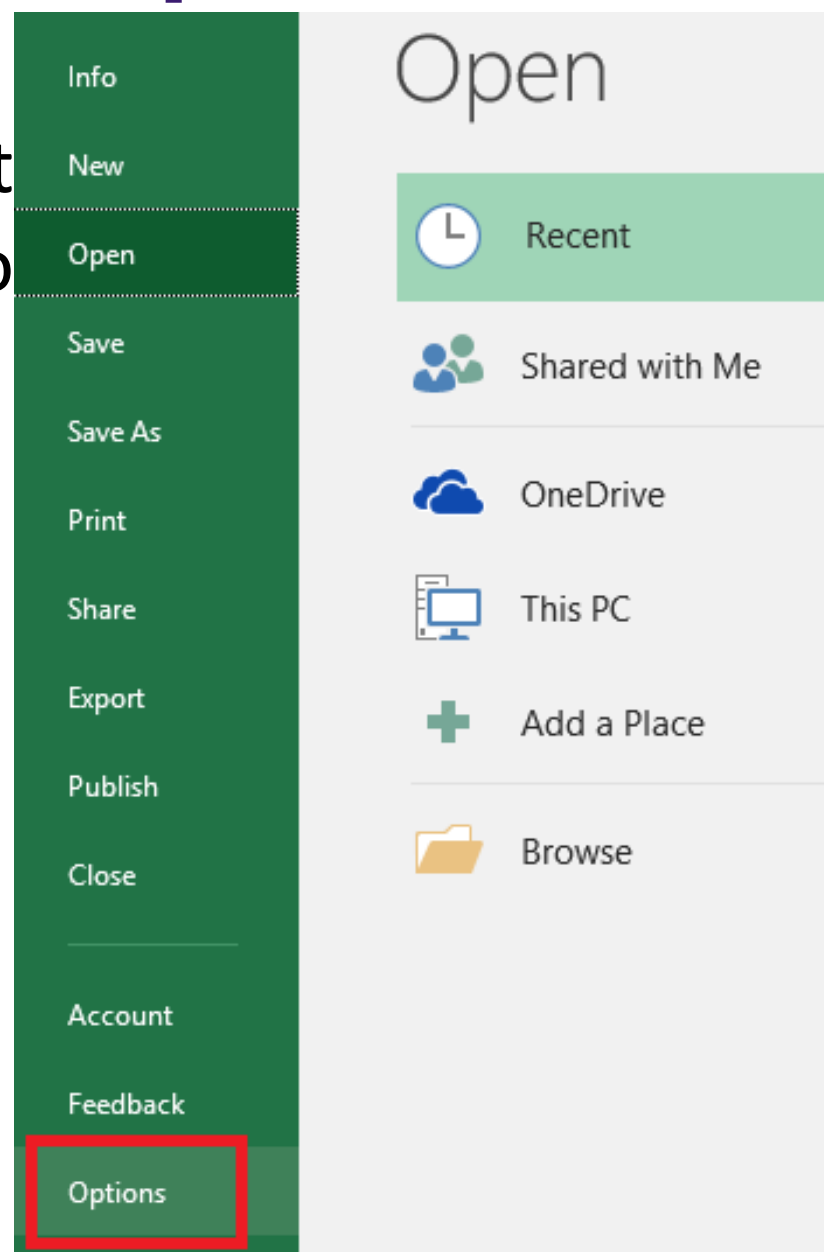 Info
New
Open
Save
Save As
Print
Share
Export
Publish
Close
Account
Feedback
Options
Open
Recent
Shared with Me
OneDrive
This PC
Add a Place
Browse